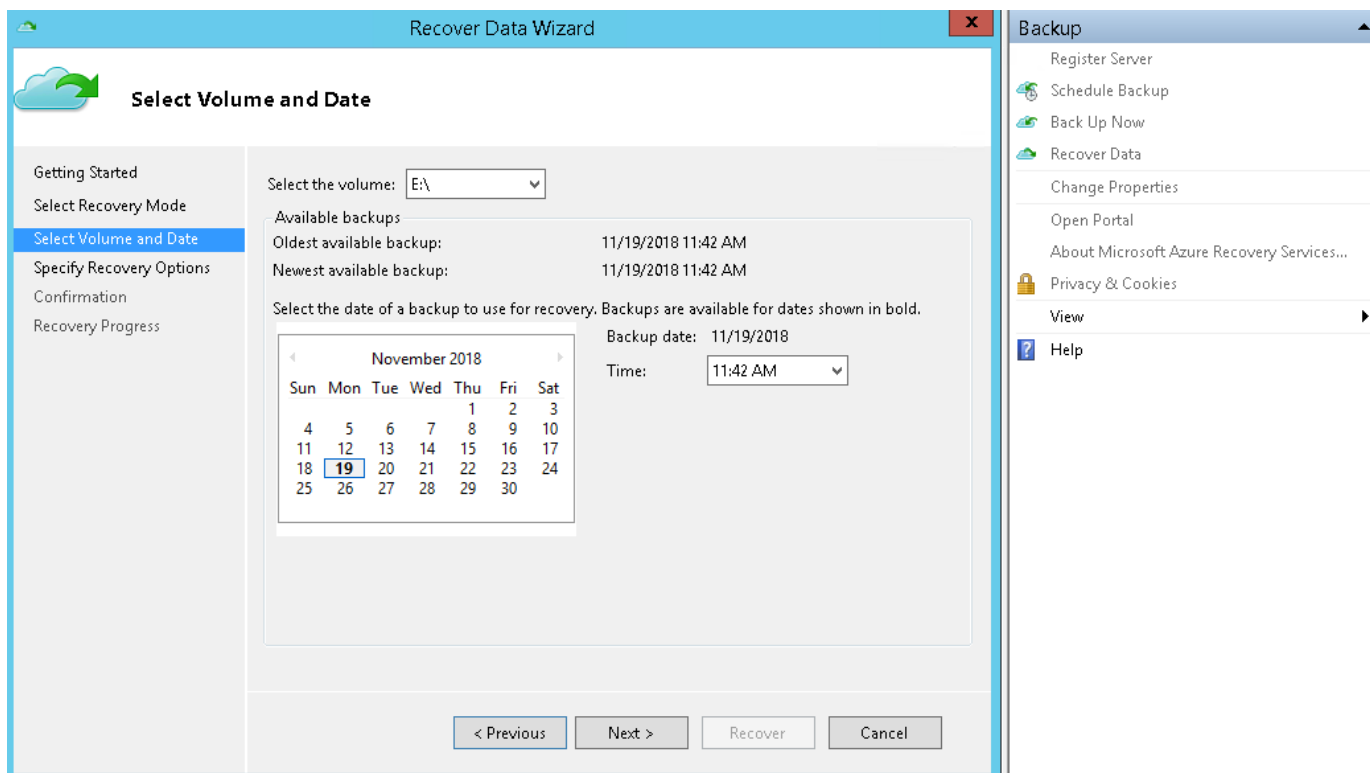 Recover Data Wizard
x
Select Volume and Date
Getting Started
Select Recovery Mode
Select Volume and Date
Specify Recovery Options
Confirmation
Recovery Progress
Select the volume: E:\
Available backups
Oldest available backup: 11/19/2018 11:42 AM
Newest available backup: 11/19/2018 11:42 AM
Select the date of a backup to use for recovery. Backups are available for dates shown in bold.
November 2018
Sun Mon Tue Wed Thu Fri Sat
1 2 3
4 5 6 7 8 9 10
11 12 13 14 15 16 17
18 19 20 21 22 23 24
25 26 27 28 29 30
Backup date: 11/19/2018
Time: 11:42 AM
< Previous Next > Recover Cancel
Backup
Register Server
Schedule Backup
Back Up Now
Recover Data
Change Properties
Open Portal
About Microsoft Azure Recovery Services...
Privacy & Cookies
View
? Help